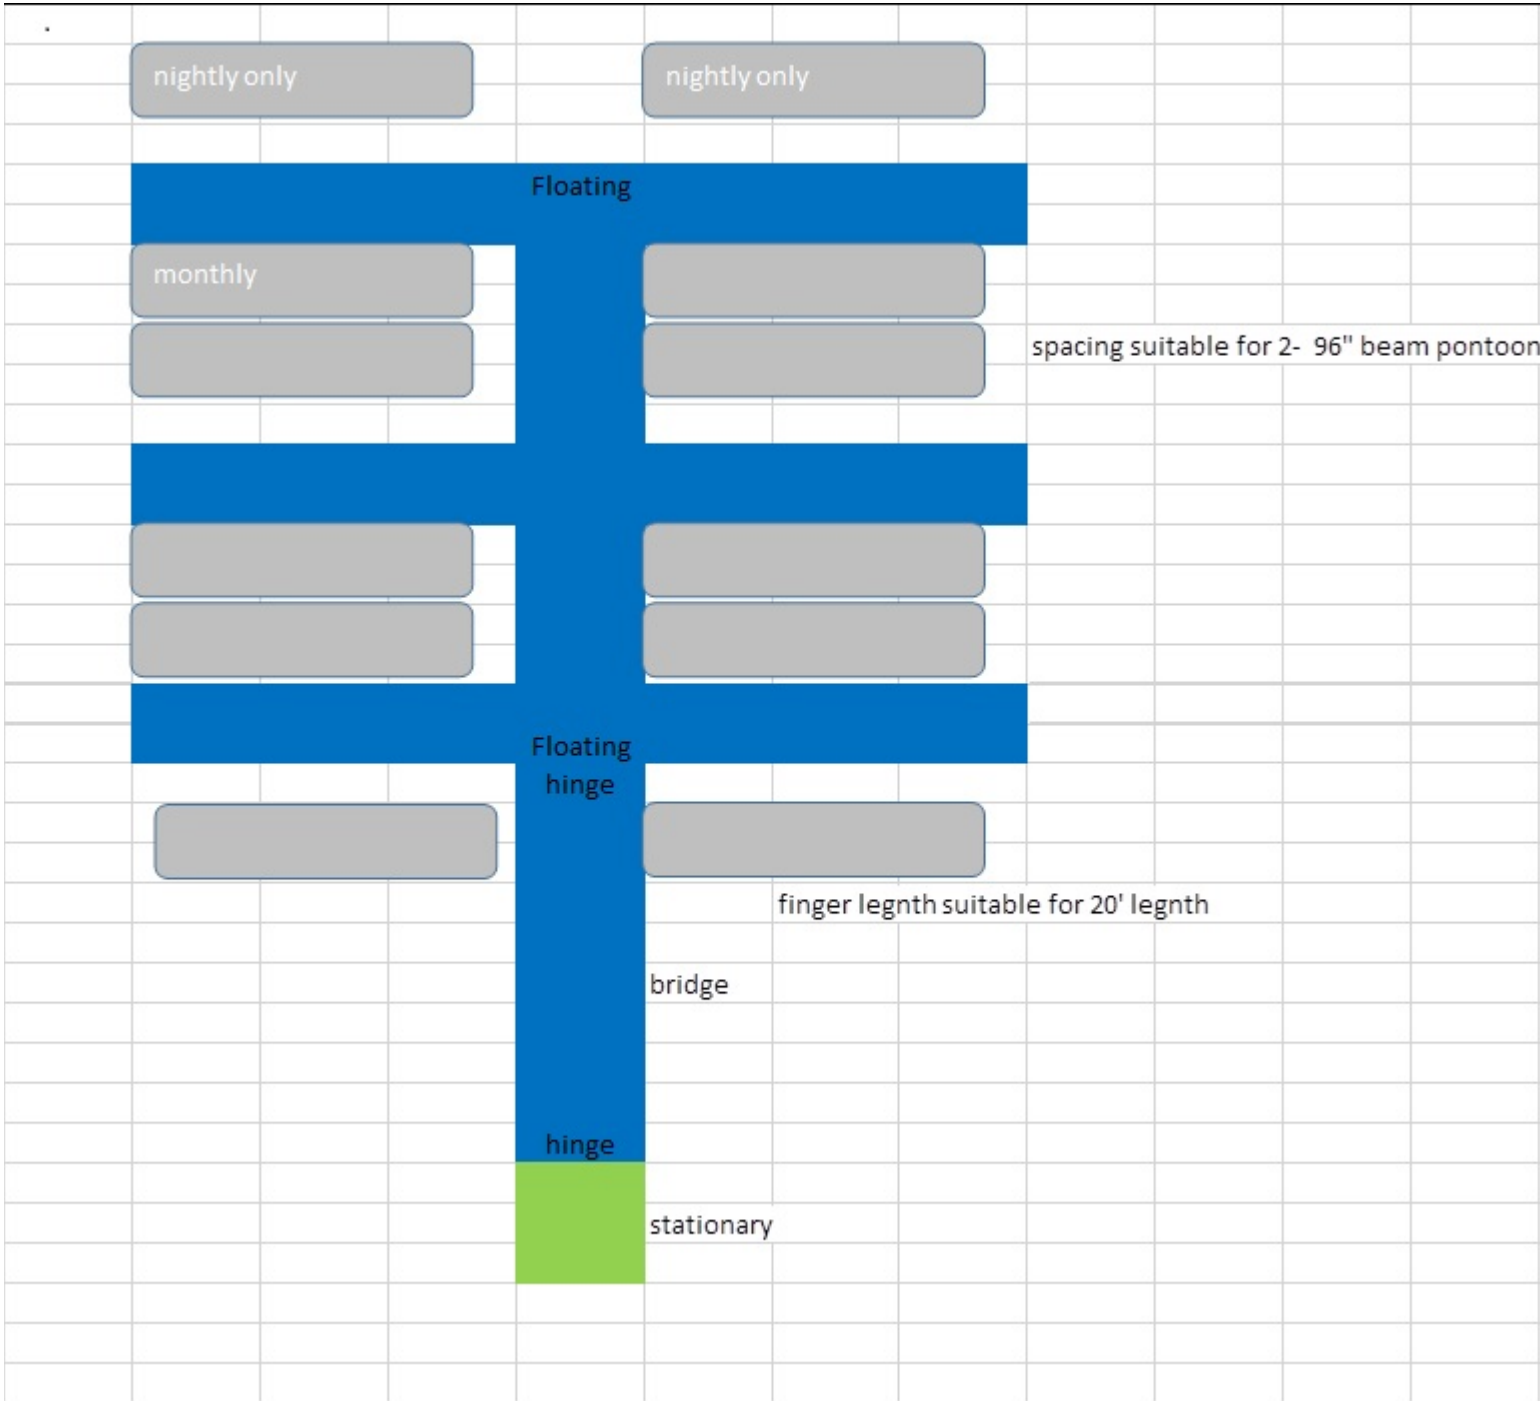 .
nightly only
nightly only
Floating
monthly
spacing suitable for 2-  96" beam pontoon
Floating
hinge
finger legnth suitable for 20' legnth
bridge
hinge
stationary